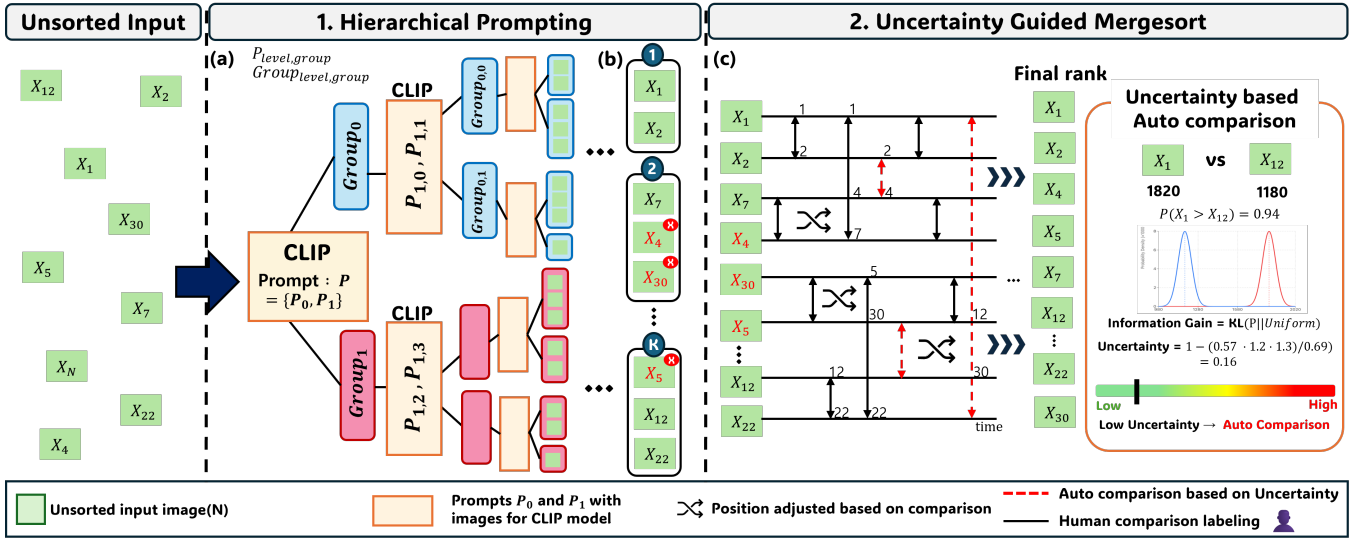 Unsorted Input
1. Hierarchical Prompting
2. Uncertainty Guided Mergesort
X12
X2
X1
X30
X5
X7
XN
X22
X4
(a)
P_level,group
Group_level,group
CLIP
Prompt : P
= {P0, P1}
Group0
Group1
CLIP
P1,0 , P1,1
CLIP
P1,2 , P1,3
Group0,0
Group0,1
(b)
1
X1
X2
2
X7
X4
X
X30
X
K
X5
X
X12
X22
(c)
X1
X2
X7
X4
X30
X5
X12
X22
1
2
1
7
2
4
4
5
30
12
22
22
12
30
time
Final rank
X1
X2
X4
X5
X7
X12
X22
X30
Uncertainty based
Auto comparison
X1 vs X12
1820 1180
P(X1 > X12) = 0.94
Information Gain = KL(P||Uniform)
Uncertainty = 1 − (0.57 · 1.2 · 1.3)/0.69)
= 0.16
Low High
Low Uncertainty → Auto Comparison
Unsorted input image(N)
Prompts P0 and P1 with
images for CLIP model
Position adjusted based on comparison
Auto comparison based on Uncertainty
Human comparison labeling